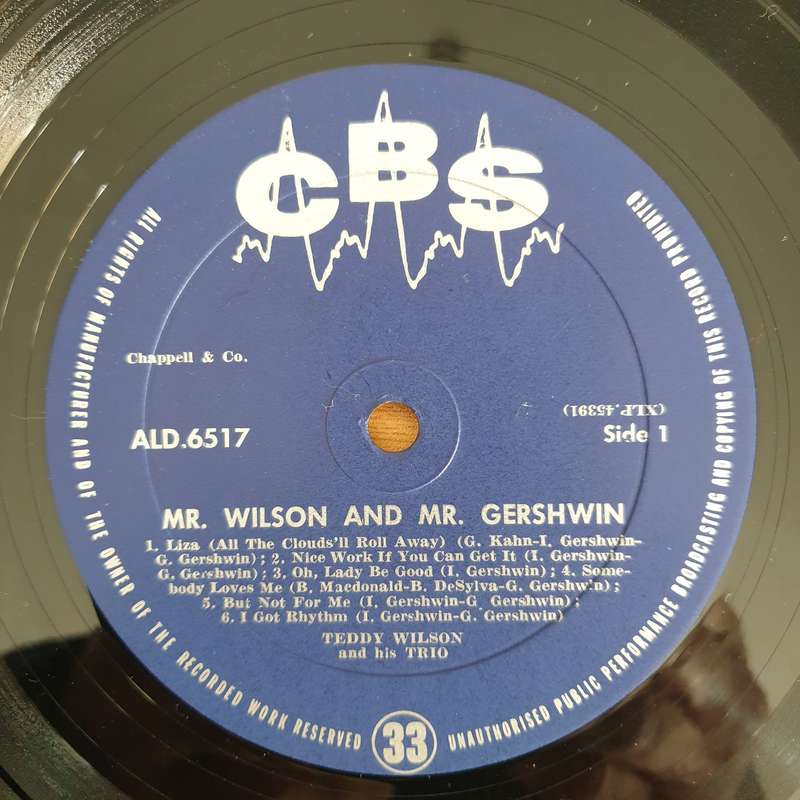 CBS
Chappell & Co.
(XLP.45391)
ALD.6517
Side 1
MR. WILSON AND MR. GERSHWIN
1. Liza (All The Clouds'll Roll Away) (G. Kahn-I. Gershwin-
G. Gershwin); 2. Nice Work If You Can Get It (I. Gershwin-
G. Gershwin); 3. Oh, Lady Be Good (I. Gershwin); 4. Some-
body Loves Me (B. Macdonald-B. DeSylva-G. Gershwin);
5. But Not For Me (I. Gershwin-G. Gershwin);
6. I Got Rhythm (I. Gershwin-G. Gershwin)
TEDDY WILSON
and his TRIO
ALL RIGHTS OF MANUFACTURER AND OF THE OWNER OF THE RECORDED WORK RESERVED
33
UNAUTHORISED PUBLIC PERFORMANCE BROADCASTING AND COPYING OF THIS RECORD PROHIBITED